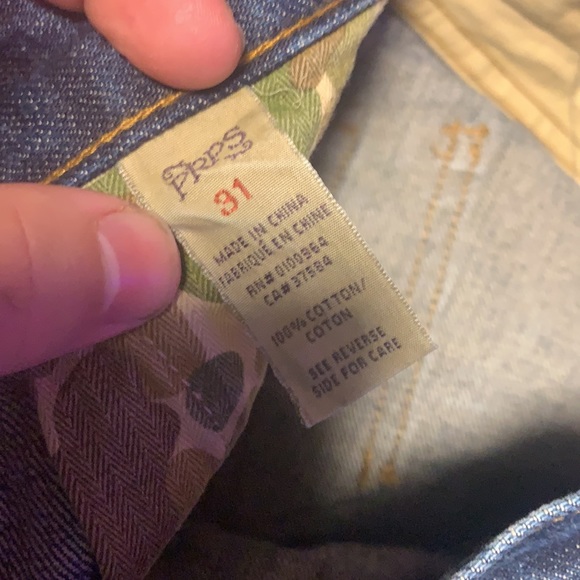 PRPS
31
MADE IN CHINA
FABRIQUÉ EN CHINE
RN# 0100964
CA# 37584
100% COTTON/
COTON
SEE REVERSE
SIDE FOR CARE